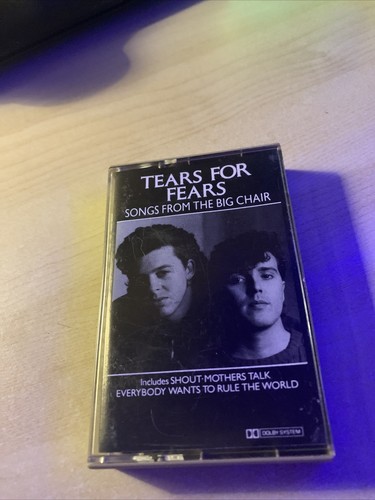 TEARS FOR
FEARS
SONGS FROM THE BIG CHAIR
Includes SHOUT·MOTHERS TALK
EVERYBODY WANTS TO RULE THE WORLD
DOLBY SYSTEM